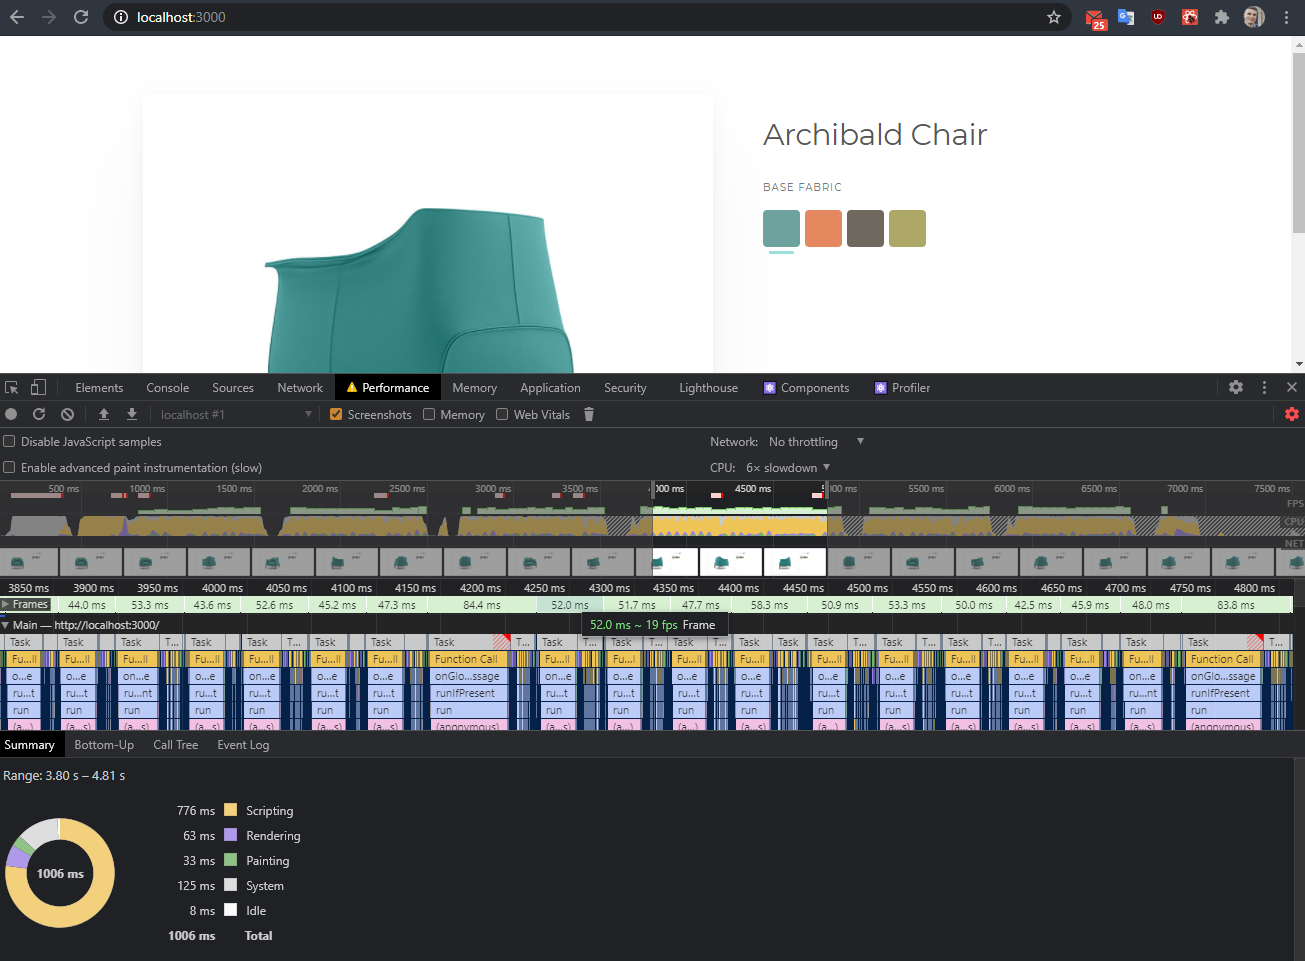 localhost:3000
25
Archibald Chair
BASE FABRIC
Elements Console Sources Network Performance Memory Application Security Lighthouse Components Profiler
localhost #1 Screenshots Memory Web Vitals
Disable JavaScript samples Network: No throttling
Enable advanced paint instrumentation (slow) CPU: 6× slowdown
500 ms 1000 ms 1500 ms 2000 ms 2500 ms 3000 ms 3500 ms 000 ms 4500 ms 000 ms 5500 ms 6000 ms 6500 ms 7000 ms 7500 ms
FPS
CPU
NET
3850 ms 3900 ms 3950 ms 4000 ms 4050 ms 4100 ms 4150 ms 4200 ms 4250 ms 4300 ms 4350 ms 4400 ms 4450 ms 4500 ms 4550 ms 4600 ms 4650 ms 4700 ms 4750 ms 4800 ms
Frames 44.0 ms 53.3 ms 43.6 ms 52.6 ms 45.2 ms 47.3 ms 84.4 ms 52.0 ms 51.7 ms 47.7 ms 58.3 ms 50.9 ms 53.3 ms 50.0 ms 42.5 ms 45.9 ms 48.0 ms 83.8 ms
Main — http://localhost:3000/
52.0 ms ~ 19 fps Frame
Task Task Task T... Task Task Task Task Task T... Task Task Task Task Task Task Task Task Task Task Task Task T...
Fu...ll Fu...ll Fu...ll Fu...ll Fu...ll Fu...ll Fu...ll Function Call Fu...ll Fu...ll Fu...ll Fu...ll Fu...ll Fu...ll Fu...ll Fu...ll Fu...ll Fu...ll Function Call
o...e o...e on...e o...e on...e o...e o...e onGlo...ssage on...e o...e o...e o...e o...e o...e o...e o...e o...e on...e onGlo...ssage
ru...t ru...t ru...nt ru...t ru...t ru...t ru...t runIfPresent ru...t ru...t ru...t ru...t ru...t ru...t ru...t ru...t ru...t ru...nt runIfPresent
run run run run run run run run run run run run run run run run run run run
(a...) (a...s) (a...s) (a...s) (a...s) (a...s) (a...s) (anonymous) (a...s) (a...) (a...s) (a...s) (a...) (a...s) (a...s) (a...s) (a...s) (a...s) (anonymous)
Summary Bottom-Up Call Tree Event Log
Range: 3.80 s – 4.81 s
776 ms Scripting
63 ms Rendering
33 ms Painting
1006 ms
125 ms System
8 ms Idle
1006 ms Total